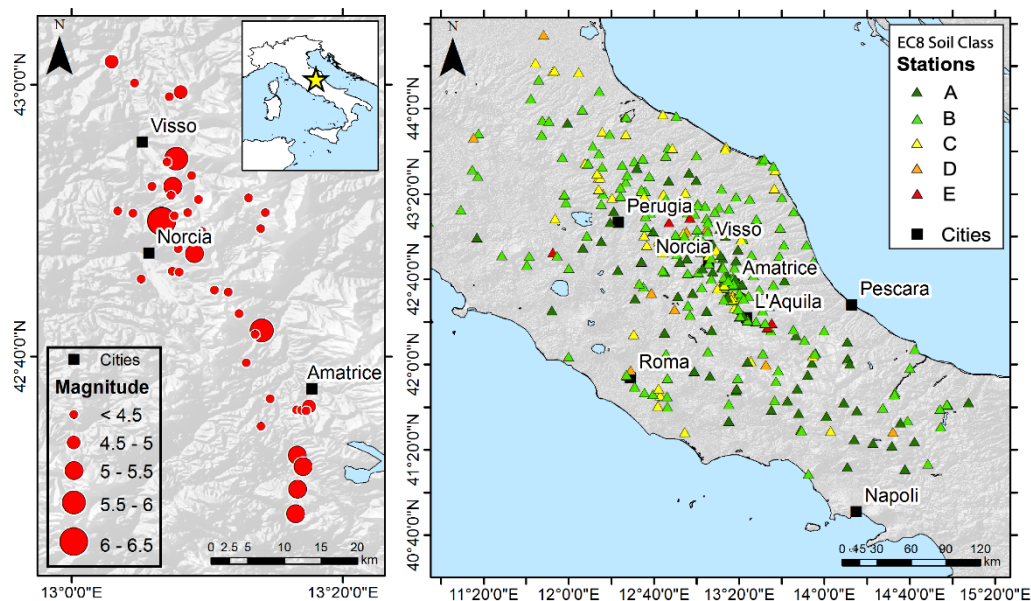 N
43°0'0"N
42°40'0"N
Visso
Norcia
Amatrice
Cities
Magnitude
< 4.5
4.5 - 5
5 - 5.5
5.5 - 6
6 - 6.5
0 2.5 5 10 15 20
km
13°0'0"E 13°20'0"E
N
44°0'0"N
43°20'0"N
42°40'0"N
42°0'0"N
41°20'0"N
40°40'0"N
EC8 Soil Class
Stations
A
B
C
D
E
Cities
Perugia
Visso
Norcia
Amatrice
L'Aquila
Pescara
Roma
Napoli
30 60 90 120
km
11°20'0"E 12°0'0"E 12°40'0"E 13°20'0"E 14°0'0"E 14°40'0"E 15°20'0"E